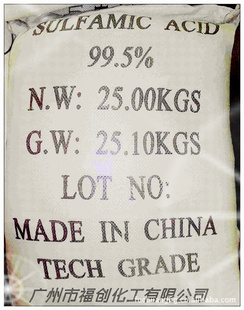 SULFAMIC ACID
99.5%
N.W: 25.00KGS
G.W: 25.10KGS
LOT NO:
MADE IN CHINA
TECH GRADE
广州市福创化工有限公司